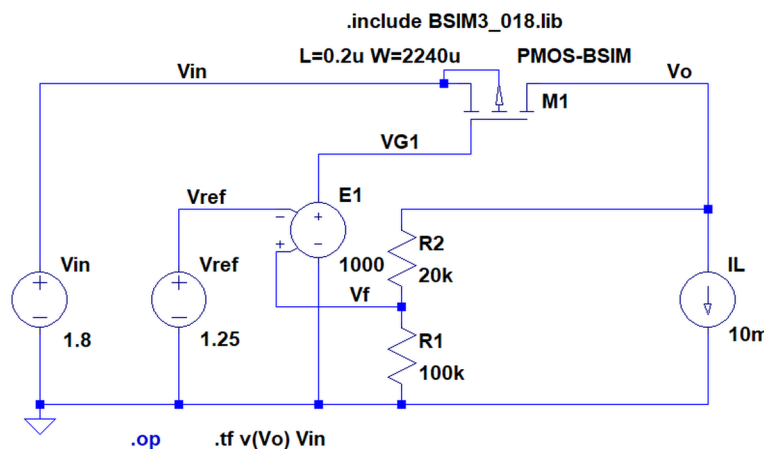 .include BSIM3_018.lib
L=0.2u W=2240u PMOS-BSIM
Vin
Vo
M1
VG1
Vref
E1
+
−
−
+
+
−
R2
20k
1000
Vf
Vin
+
−
1.8
Vref
+
−
1.25
IL
10m
R1
100k
.op .tf v(Vo) Vin